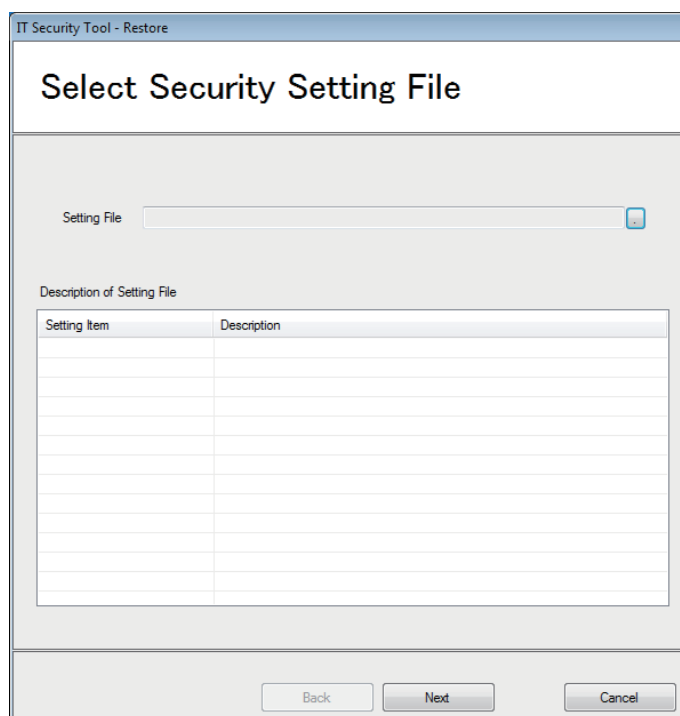 IT Security Tool - Restore
Select Security Setting File
Setting File
.
Description of Setting File
Setting Item Description
Back Next Cancel